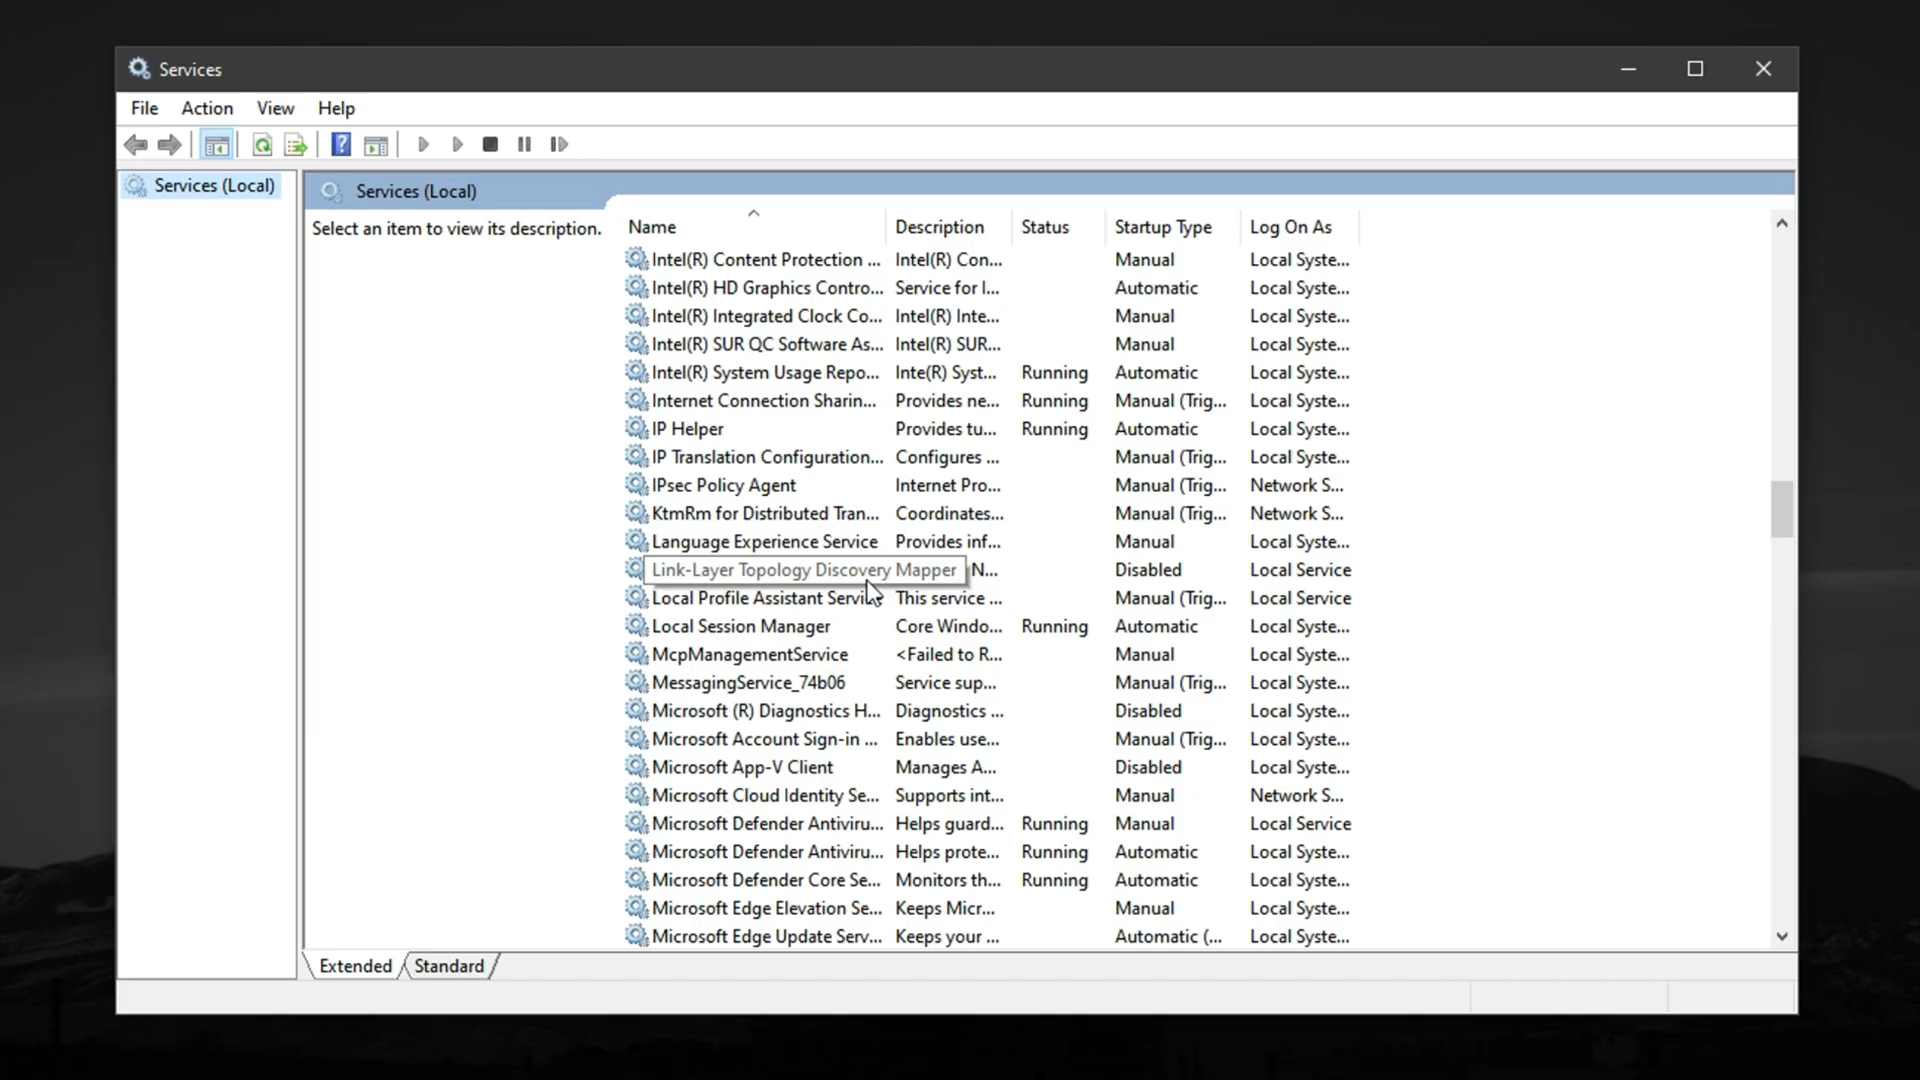 Services
File Action View Help
Services (Local)
Services (Local)
Select an item to view its description.
Name Description Status Startup Type Log On As
Intel(R) Content Protection ... Intel(R) Con... Manual Local Syste...
Intel(R) HD Graphics Contro... Service for I... Automatic Local Syste...
Intel(R) Integrated Clock Co... Intel(R) Inte... Manual Local Syste...
Intel(R) SUR QC Software As... Intel(R) SUR... Manual Local Syste...
Intel(R) System Usage Repo... Inte(R) Syst... Running Automatic Local Syste...
Internet Connection Sharin... Provides ne... Running Manual (Trig... Local Syste...
IP Helper Provides tu... Running Automatic Local Syste...
IP Translation Configuration... Configures ... Manual (Trig... Local Syste...
IPsec Policy Agent Internet Pro... Manual (Trig... Network S...
KtmRm for Distributed Tran... Coordinates... Manual (Trig... Network S...
Language Experience Service Provides inf... Manual Local Syste...
Link-Layer Topology Discovery Mapper N... Disabled Local Service
Local Profile Assistant Service This service ... Manual (Trig... Local Service
Local Session Manager Core Windo... Running Automatic Local Syste...
McpManagementService <Failed to R... Manual Local Syste...
MessagingService_74b06 Service sup... Manual (Trig... Local Syste...
Microsoft (R) Diagnostics H... Diagnostics ... Disabled Local Syste...
Microsoft Account Sign-in ... Enables use... Manual (Trig... Local Syste...
Microsoft App-V Client Manages A... Disabled Local Syste...
Microsoft Cloud Identity Se... Supports int... Manual Network S...
Microsoft Defender Antiviru... Helps guard... Running Manual Local Service
Microsoft Defender Antiviru... Helps prote... Running Automatic Local Syste...
Microsoft Defender Core Se... Monitors th... Running Automatic Local Syste...
Microsoft Edge Elevation Se... Keeps Micr... Manual Local Syste...
Microsoft Edge Update Serv... Keeps your ... Automatic (... Local Syste...
Extended Standard